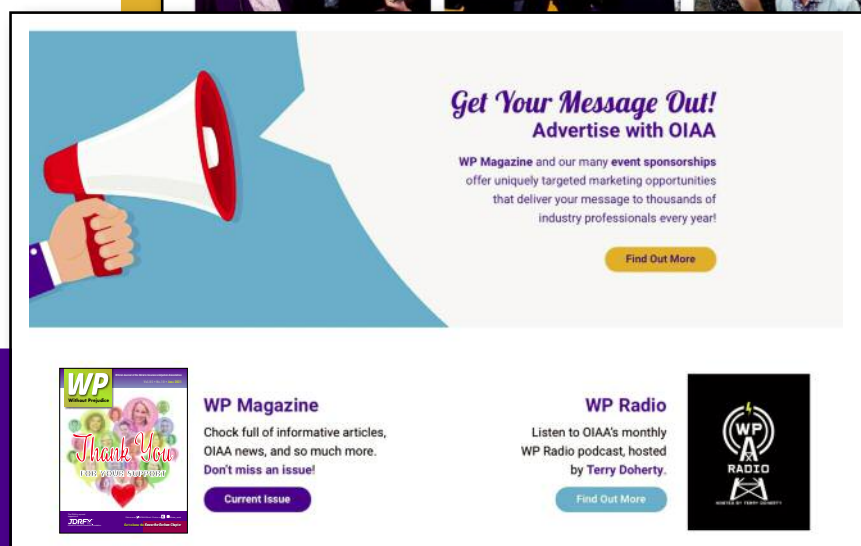 Get Your Message Out!
Advertise with OIAA
WP Magazine and our many event sponsorships
offer uniquely targeted marketing opportunities
that deliver your message to thousands of
industry professionals every year!
Find Out More
WP
Without Prejudice
Thank You
FOR YOUR SUPPORT
JDRF
WP Magazine
Chock full of informative articles,
OIAA news, and so much more.
Don't miss an issue!
Current Issue
WP Radio
Listen to OIAA's monthly
WP Radio podcast, hosted
by Terry Doherty.
Find Out More
WP
RADIO
HOSTED BY TERRY DOHERTY